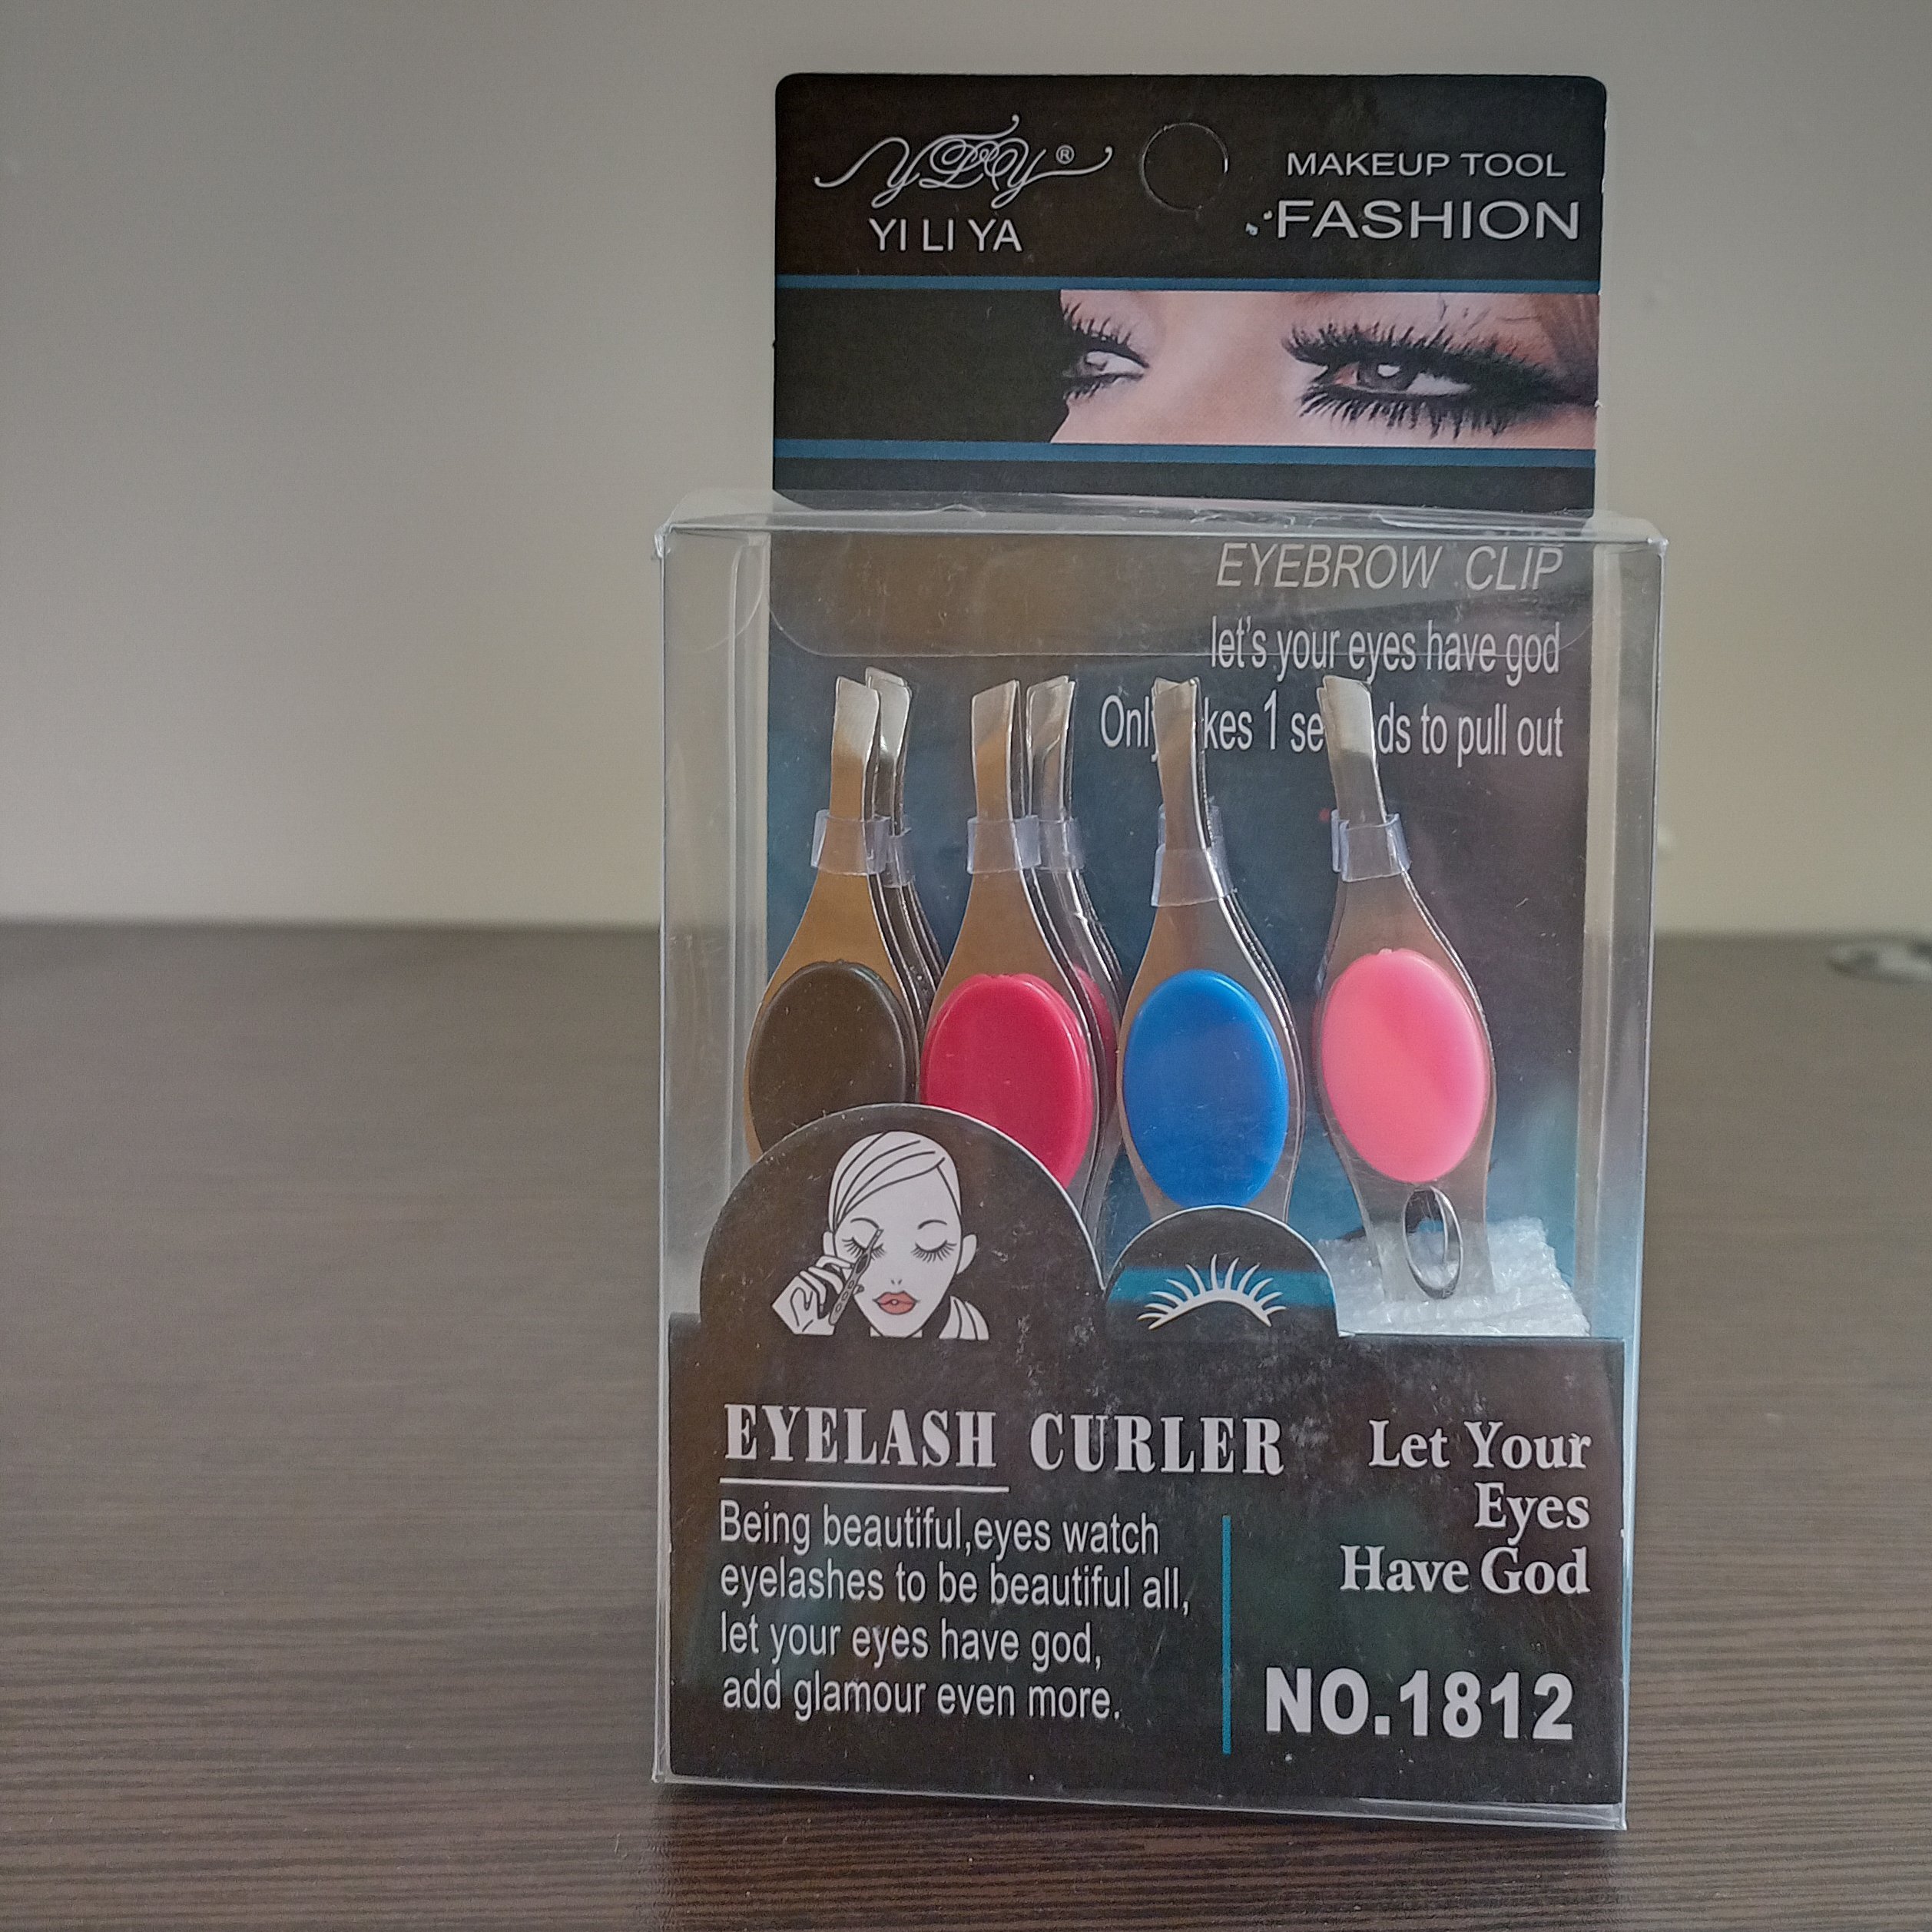 YLY®
YI LI YA
MAKEUP TOOL
FASHION
EYEBROW CLIP
let's your eyes have god
to pull out
EYELASH CURLER
Being beautiful,eyes watch
eyelashes to be beautiful all,
let your eyes have god,
add glamour even more.
Let Your
Eyes
Have God
NO.1812